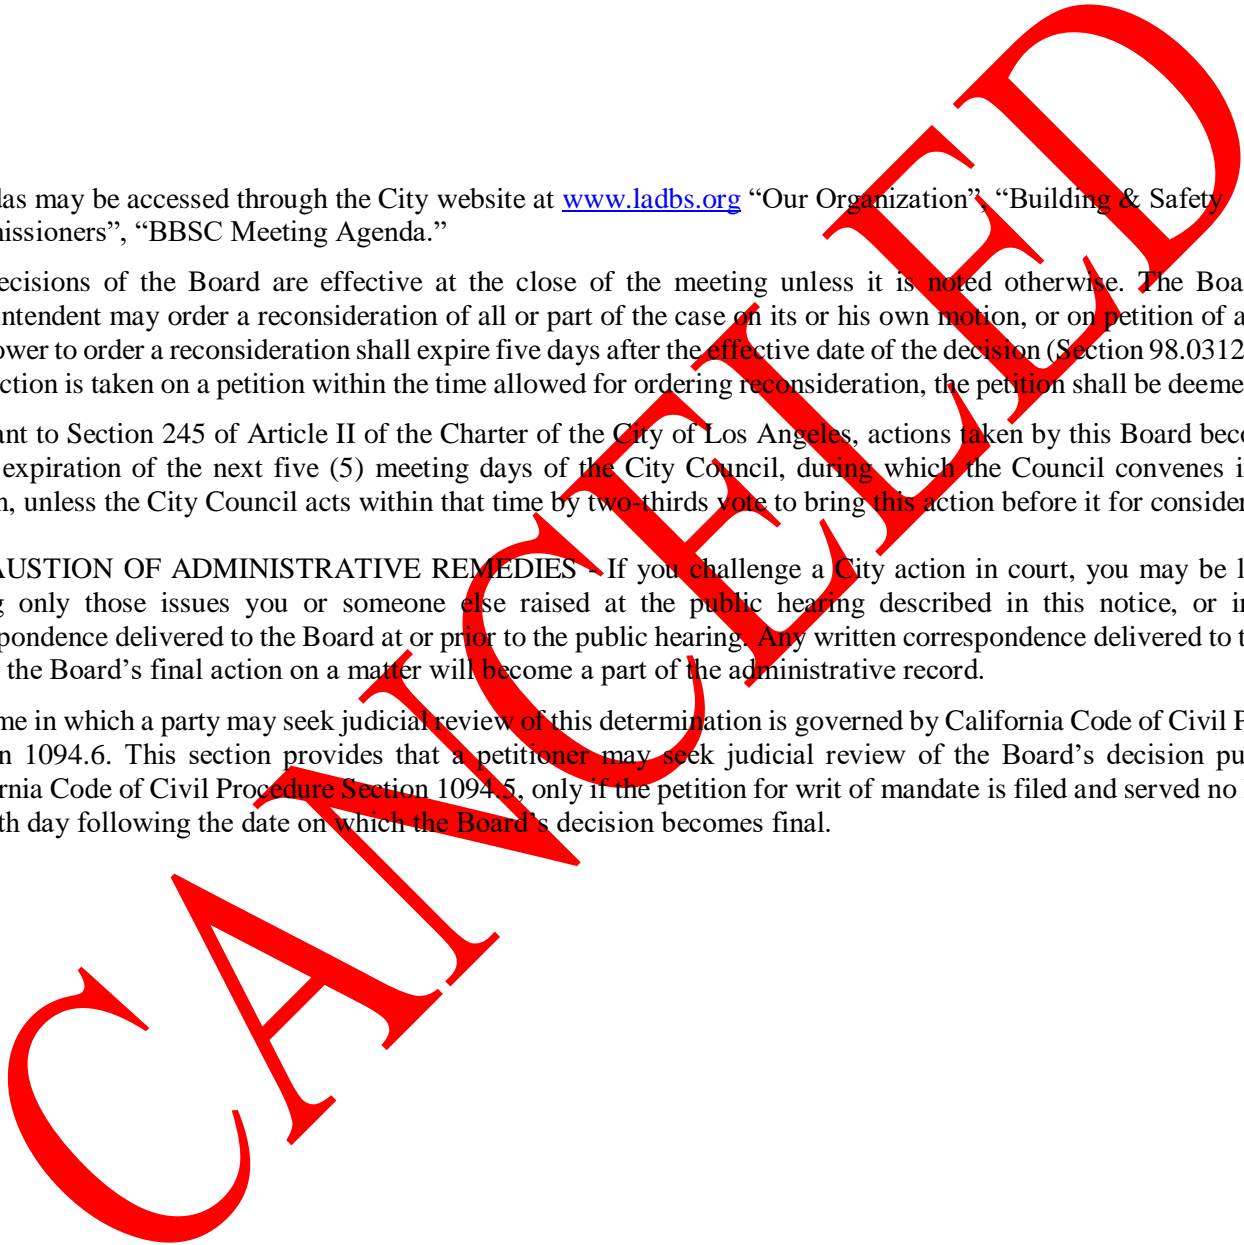 das may be accessed through the City website at www.ladbs.org “Our Organization”, “Building & Safety
issioners”, “BBSC Meeting Agenda.”
ecisions of the Board are effective at the close of the meeting unless it is noted otherwise. The Boa
intendent may order a reconsideration of all or part of the case on its or his own motion, or on petition of a
ower to order a reconsideration shall expire five days after the effective date of the decision (Section 98.0312
ction is taken on a petition within the time allowed for ordering reconsideration, the petition shall be deeme
ant to Section 245 of Article II of the Charter of the City of Los Angeles, actions taken by this Board beco
expiration of the next five (5) meeting days of the City Council, during which the Council convenes i
n, unless the City Council acts within that time by two-thirds vote to bring this action before it for consider
AUSTION OF ADMINISTRATIVE REMEDIES - If you challenge a City action in court, you may be l
g only those issues you or someone else raised at the public hearing described in this notice, or i
pondence delivered to the Board at or prior to the public hearing. Any written correspondence delivered to t
the Board’s final action on a matter will become a part of the administrative record.
me in which a party may seek judicial review of this determination is governed by California Code of Civil P
n 1094.6. This section provides that a petitioner may seek judicial review of the Board’s decision pu
rnia Code of Civil Procedure Section 1094.5, only if the petition for writ of mandate is filed and served no
th day following the date on which the Board’s decision becomes final.
CANCELED